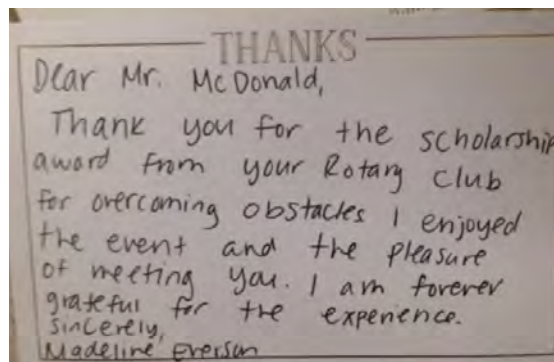 THANKS
Dear Mr. McDonald,
Thank you for the scholarship
award from your Rotary Club
for overcoming obstacles I enjoyed
the event and the pleasure
of meeting you. I am forever
grateful for the experience.
Sincerely,
Madeline Everson